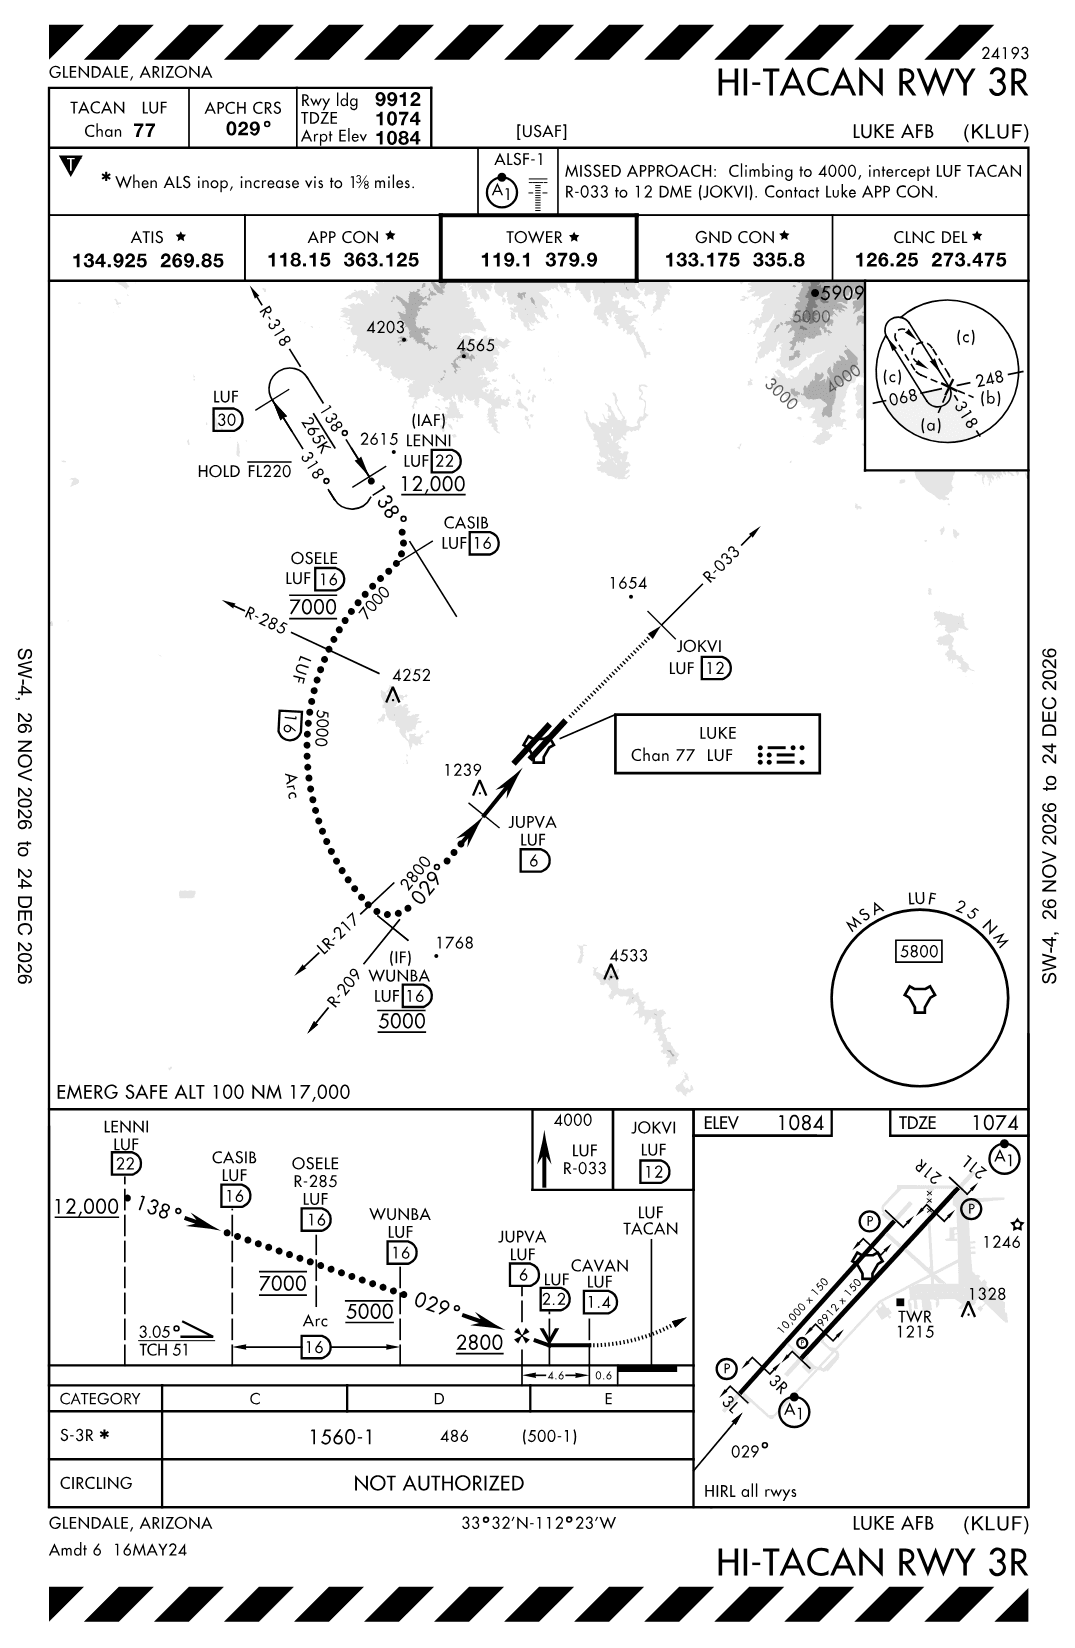 24193
GLENDALE, ARIZONA
HI-TACAN RWY 3R
TACAN LUF
Chan 77
APCH CRS
029°
Rwy ldg 9912
TDZE 1074
Arpt Elev 1084
[USAF]
LUKE AFB (KLUF)
T
* When ALS inop, increase vis to 1⅜ miles.
ALSF-1
A1
MISSED APPROACH: Climbing to 4000, intercept LUF TACAN
R-033 to 12 DME (JOKVI). Contact Luke APP CON.
ATIS ★
134.925 269.85
APP CON ★
118.15 363.125
TOWER ★
119.1 379.9
GND CON ★
133.175 335.8
CLNC DEL ★
126.25 273.475
R-318
4203
4565
5909
5000
4000
3000
(c)
(c)
248
068
(b)
(a)
318
LUF
30
138°
265K
318°
HOLD FL220
2615
(IAF)
LENNI
LUF 22
12,000
138°
CASIB
LUF 16
OSELE
LUF 16
7000
7000
R-285
LUF
16
5000
Arc
4252
1654
R-033
JOKVI
LUF 12
LUKE
Chan 77 LUF
1239
JUPVA
LUF
6
2800
029°
LR-217
R-209
1768
(IF)
WUNBA
LUF 16
5000
4533
MSA LUF 25 NM
5800
EMERG SAFE ALT 100 NM 17,000
SW-4, 26 NOV 2026 to 24 DEC 2026
SW-4, 26 NOV 2026 to 24 DEC 2026
LENNI
LUF
22
12,000
138°
CASIB
LUF
16
OSELE
R-285
LUF
16
7000
WUNBA
LUF
16
5000
029°
2800
3.05°
TCH 51
Arc
16
4000
LUF
R-033
JOKVI
LUF
12
JUPVA
LUF
6
LUF
2.2
CAVAN
LUF
1.4
LUF
TACAN
4.6
0.6
ELEV 1084
TDZE 1074
A1
21R
21L
P
P
1246
10,000 x 150
9912 x 150
TWR
1215
1328
P
P
3L
3R
A1
029°
HIRL all rwys
CATEGORY C D E
S-3R * 1560-1 486 (500-1)
CIRCLING NOT AUTHORIZED
GLENDALE, ARIZONA
33°32'N-112°23'W
LUKE AFB (KLUF)
Amdt 6 16MAY24
HI-TACAN RWY 3R